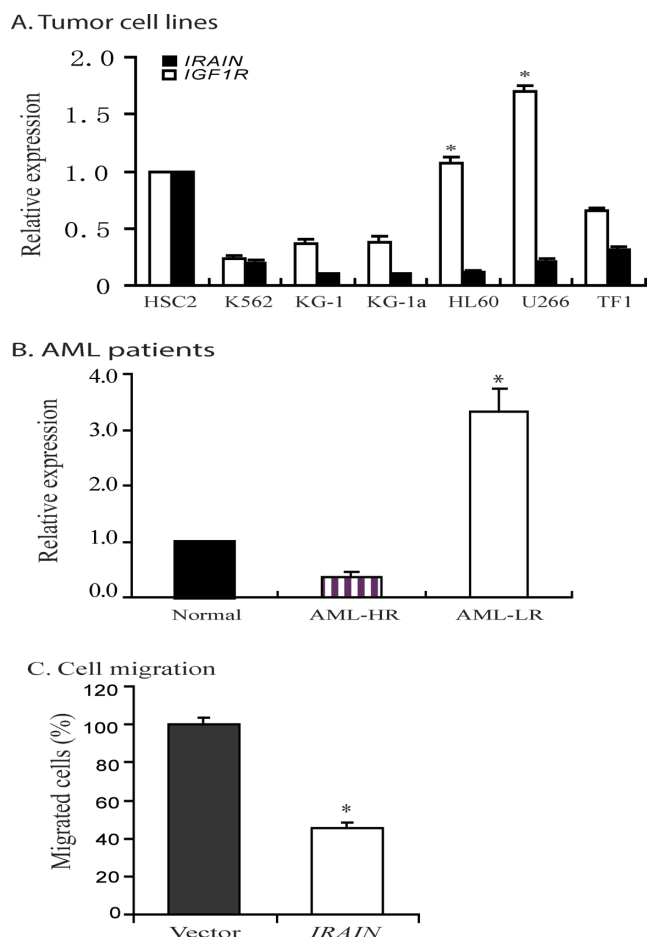 A. Tumor cell lines
2.0
1.5
1.0
0.5
0
Relative expression
IRAIN
IGF1R
*
*
HSC2 K562 KG-1 KG-1a HL60 U266 TF1
B. AML patients
4.0
3.0
2.0
1.0
0.0
Relative expression
*
Normal AML-HR AML-LR
C. Cell migration
120
100
80
60
40
20
0
Migrated cells (%)
*
Vector IRAIN